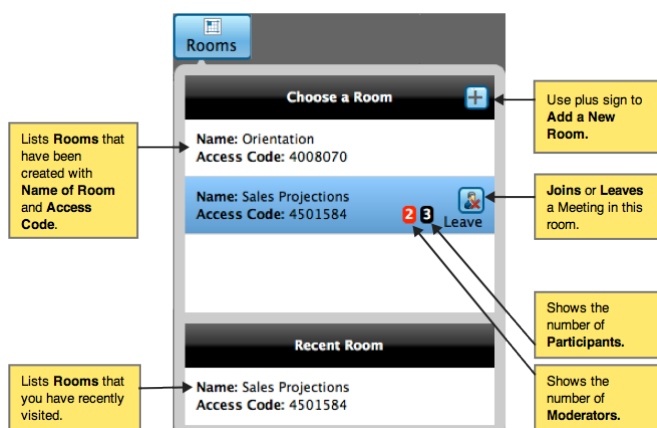 Rooms
Choose a Room
Name: Orientation
Access Code: 4008070
Name: Sales Projections
Access Code: 4501584
2 3
Leave
Recent Room
Name: Sales Projections
Access Code: 4501584
Lists Rooms that
have been
created with
Name of Room
and Access
Code.
Lists Rooms that
you have recently
visited.
Use plus sign to
Add a New
Room.
Joins or Leaves
a Meeting in this
room.
Shows the
number of
Participants.
Shows the
number of
Moderators.